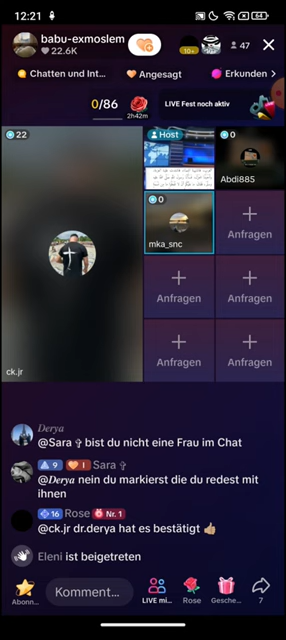 12:21
64
babu-exmoslem
22.6K
10+
47
Chatten und Int...
Angesagt
Erkunden
0/86
2h42m
LIVE Fest noch aktiv
22
Host
0
Abdi885
0
mka_snc
Anfragen
Anfragen
Anfragen
Anfragen
Anfragen
Anfragen
ck.jr
Derya
@Sara ✞ bist du nicht eine Frau im Chat
9 I Sara ✞
@Derya nein du markierst die du redest mit
ihnen
16 Rose Nr. 1
@ck.jr dr.derya hat es bestätigt 👍🏼
Eleni ist beigetreten
Abonn...
Komment...
LIVE mi...
Rose
Gesche...
7